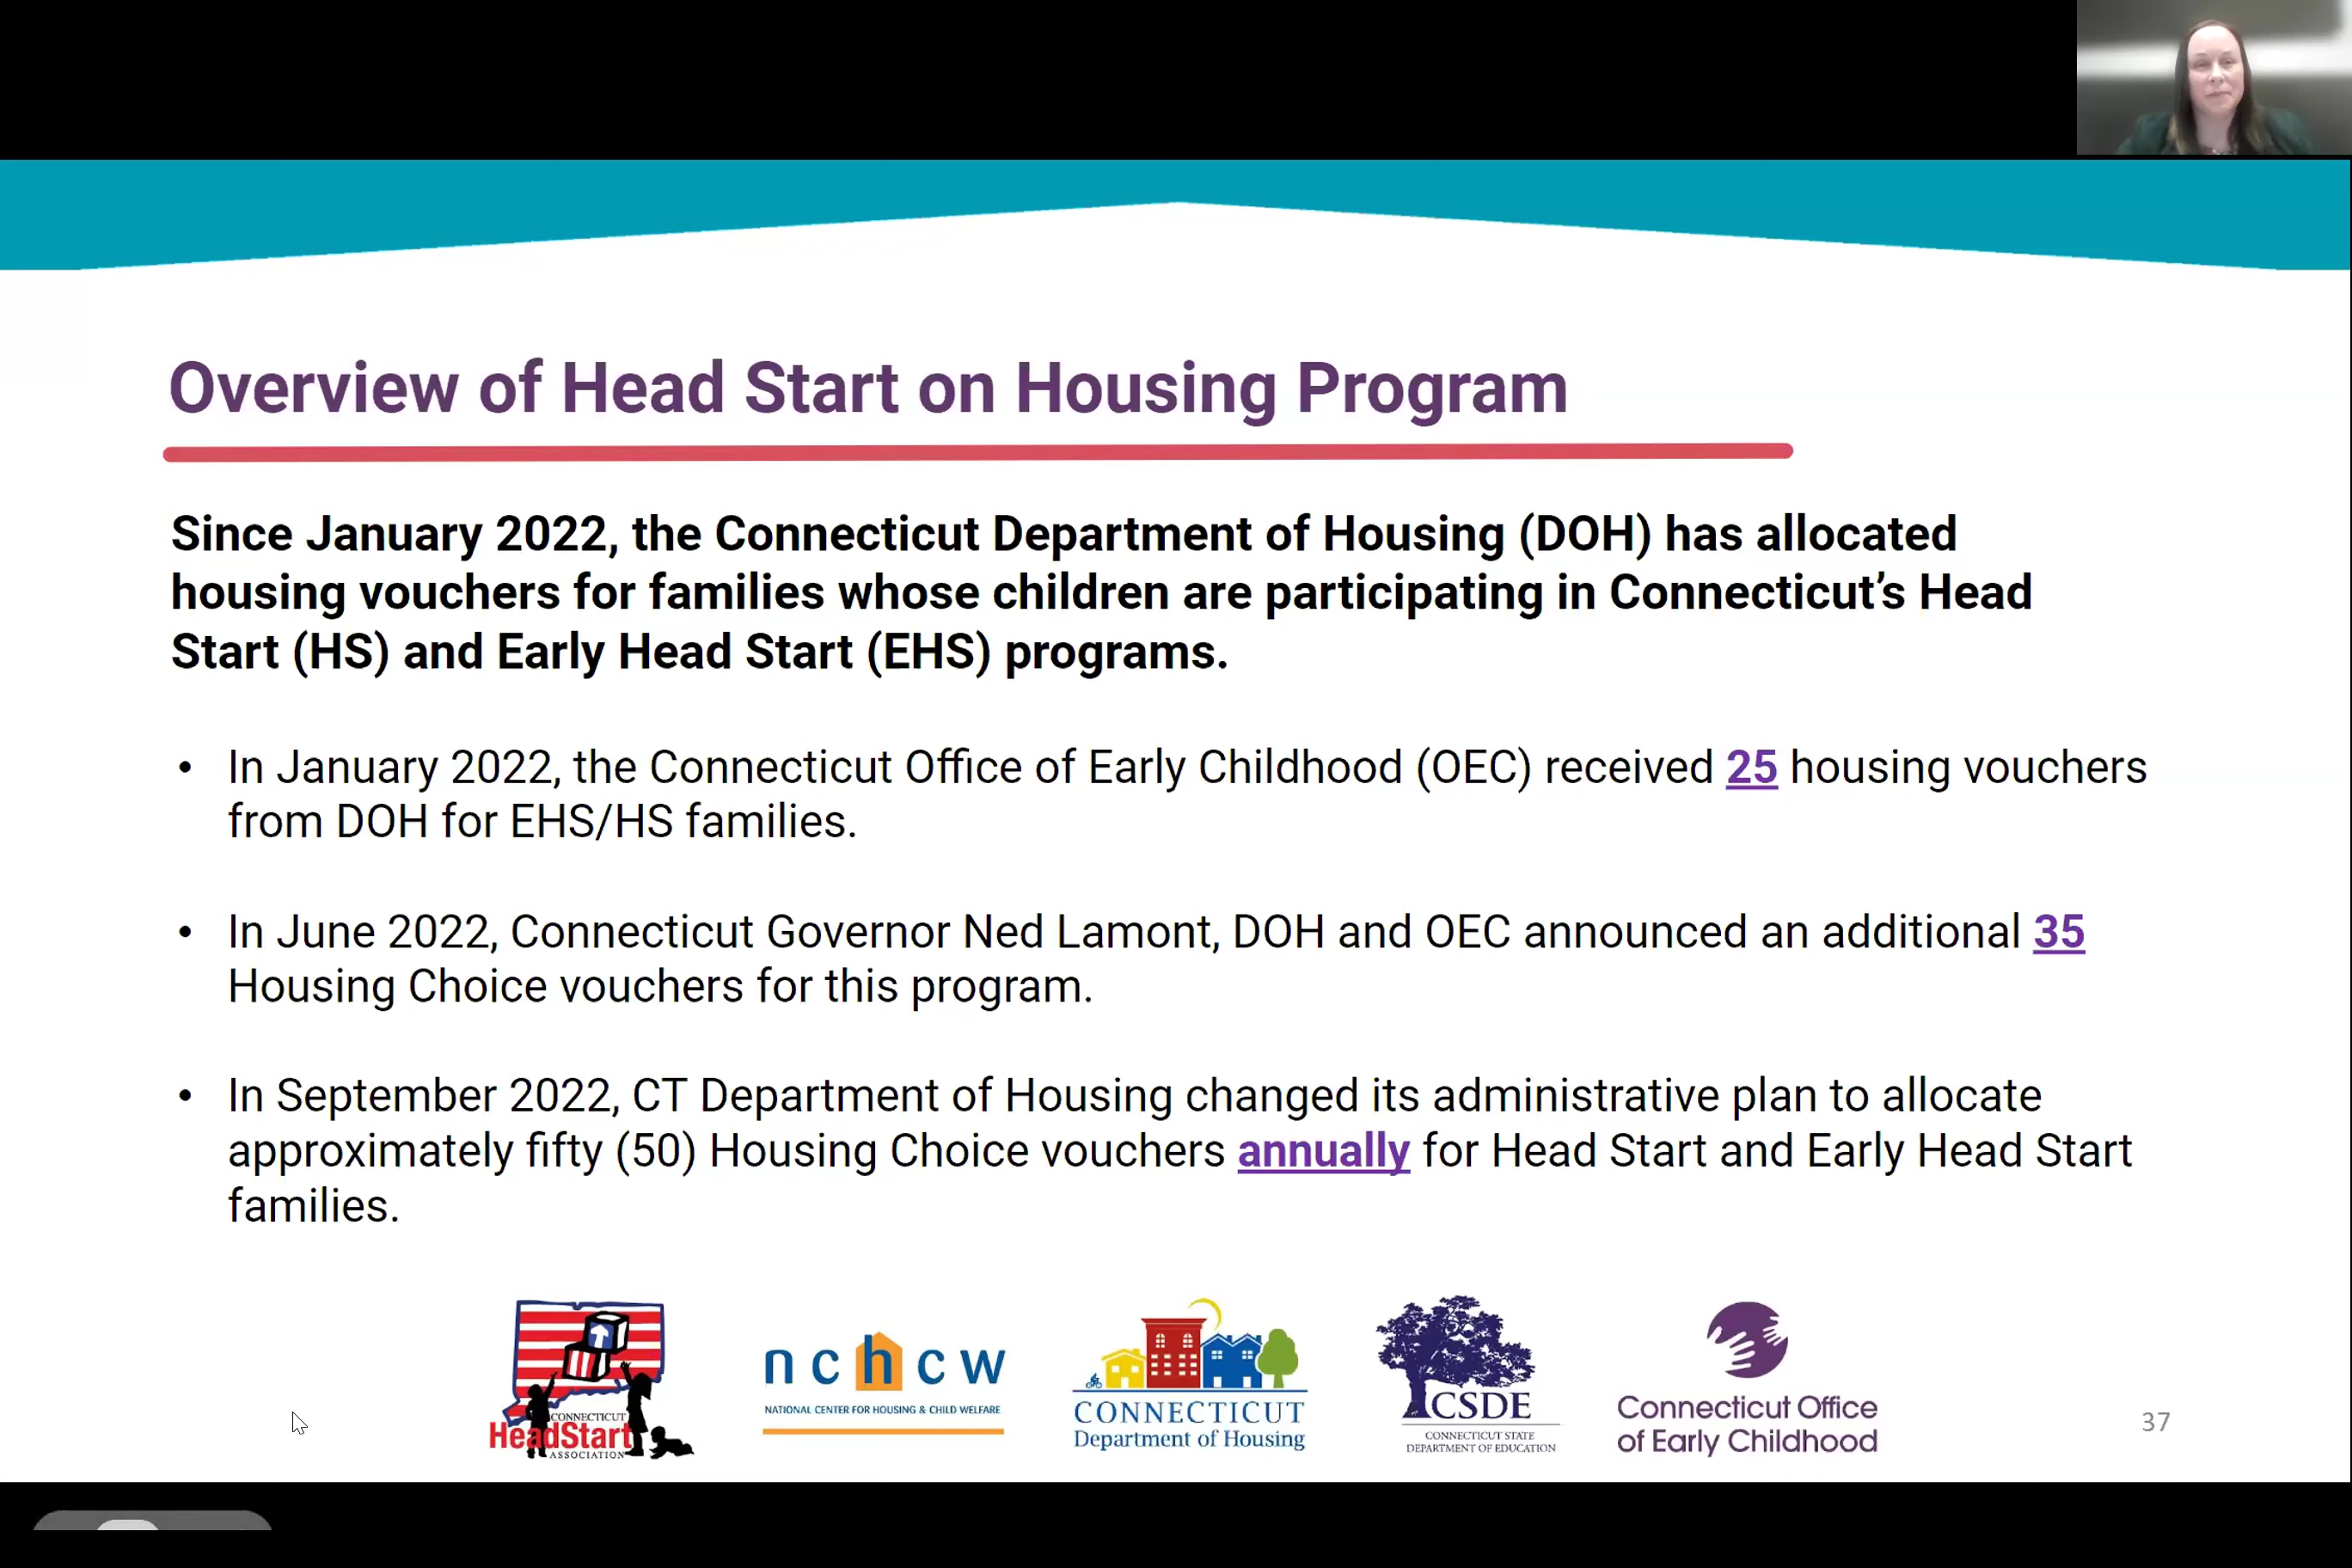 Overview of Head Start on Housing Program
Since January 2022, the Connecticut Department of Housing (DOH) has allocated
housing vouchers for families whose children are participating in Connecticut’s Head
Start (HS) and Early Head Start (EHS) programs.
• In January 2022, the Connecticut Office of Early Childhood (OEC) received 25 housing vouchers
from DOH for EHS/HS families.
• In June 2022, Connecticut Governor Ned Lamont, DOH and OEC announced an additional 35
Housing Choice vouchers for this program.
• In September 2022, CT Department of Housing changed its administrative plan to allocate
approximately fifty (50) Housing Choice vouchers annually for Head Start and Early Head Start
families.
CONNECTICUT
HeadStart
ASSOCIATION
nchcw
NATIONAL CENTER FOR HOUSING & CHILD WELFARE
CONNECTICUT
Department of Housing
CSDE
CONNECTICUT STATE
DEPARTMENT OF EDUCATION
Connecticut Office
of Early Childhood
37